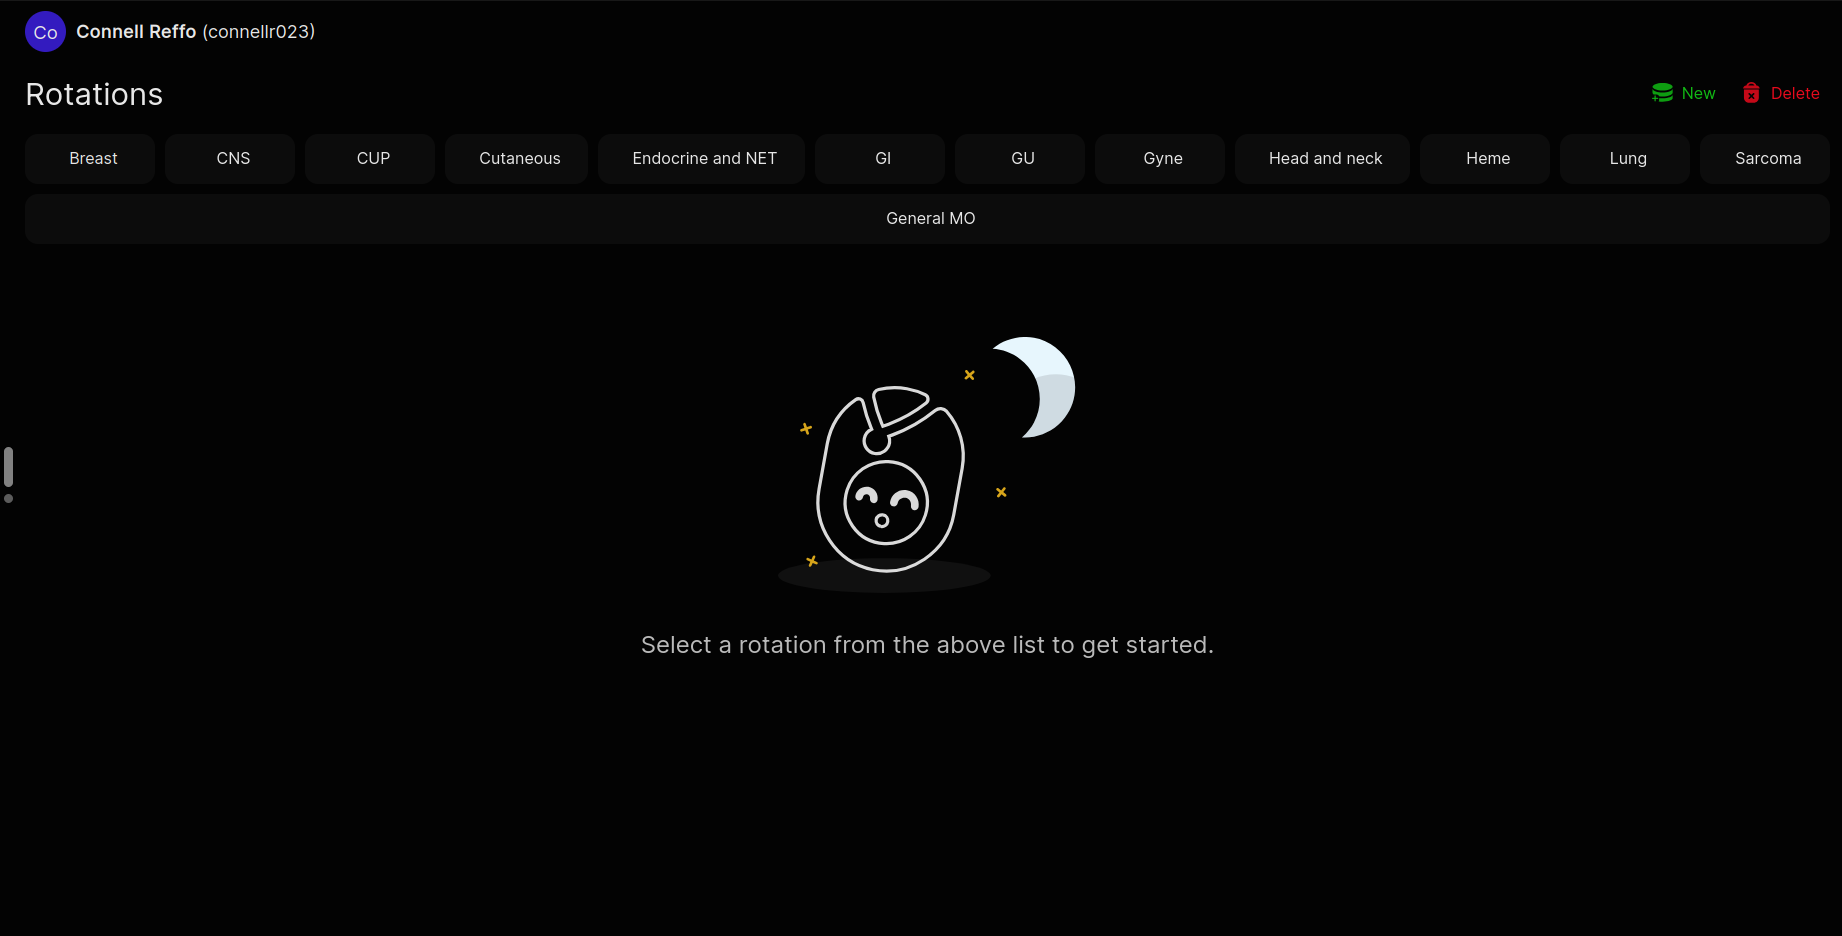 Co Connell Reffo (connellr023)
Rotations
New Delete
Breast CNS CUP Cutaneous Endocrine and NET GI GU Gyne Head and neck Heme Lung Sarcoma
General MO
Select a rotation from the above list to get started.